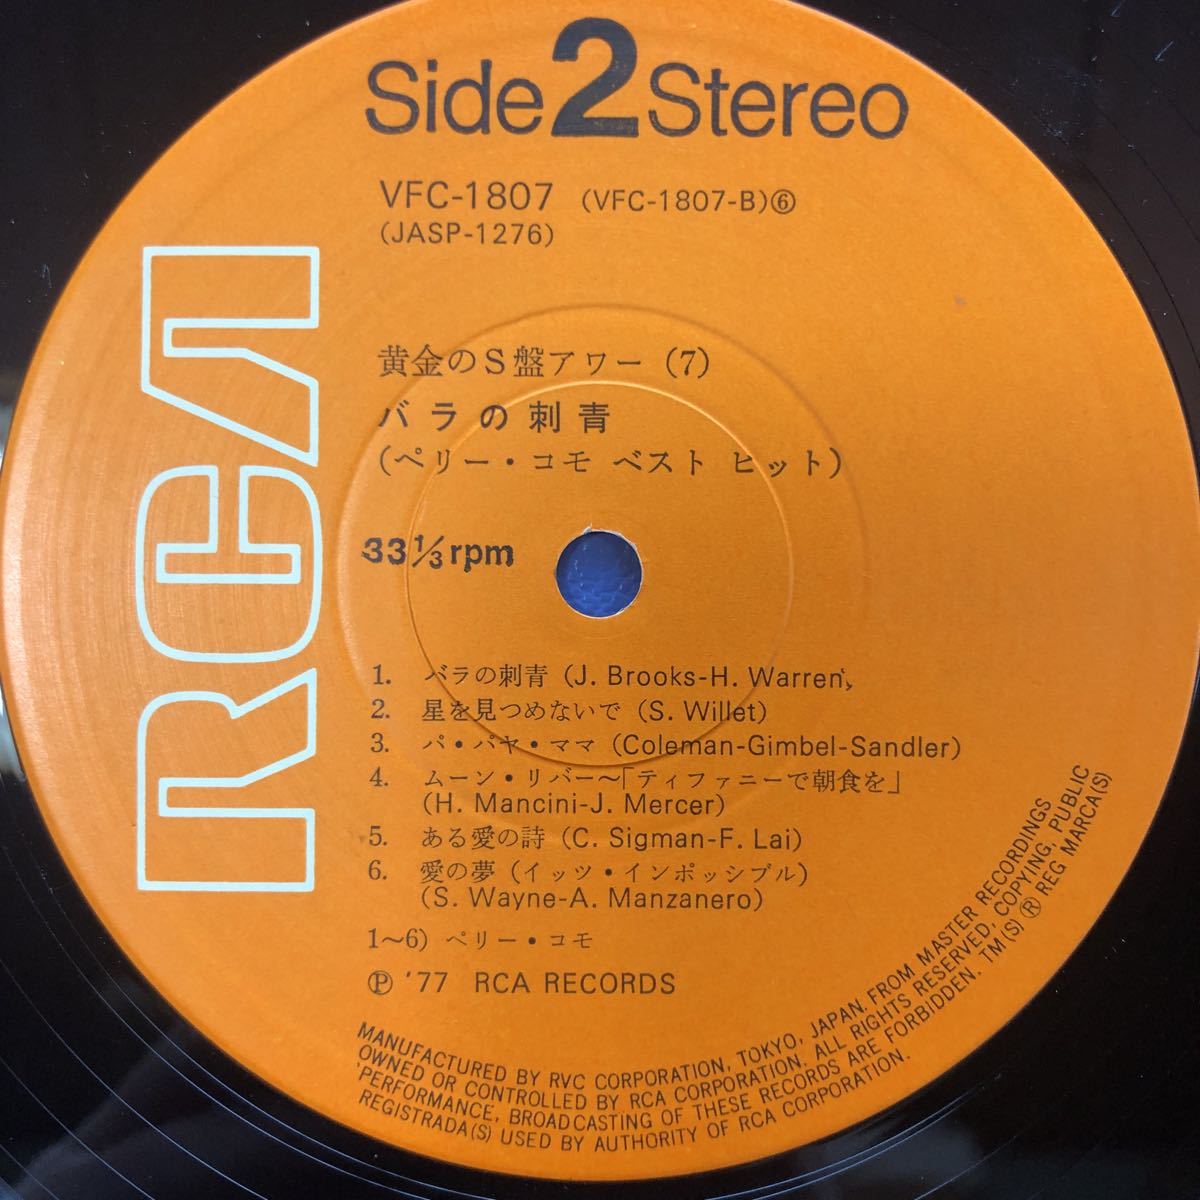 Side 2 Stereo
VFC-1807 (VFC-1807-B)⑥
(JASP-1276)
RCA
黄金のS盤アワー (7)
バラの刺青
(ペリー・コモ ベスト ヒット)
33⅓rpm
1. バラの刺青 (J. Brooks-H. Warren)
2. 星を見つめないで (S. Willet)
3. パ・パヤ・ママ (Coleman-Gimbel-Sandler)
4. ムーン・リバー〜「ティファニーで朝食を」
(H. Mancini-J. Mercer)
5. ある愛の詩 (C. Sigman-F. Lai)
6. 愛の夢 (イッツ・インポッシブル)
(S. Wayne-A. Manzanero)
1〜6) ペリー・コモ
Ⓟ '77 RCA RECORDS
MANUFACTURED BY RVC CORPORATION, TOKYO, JAPAN. FROM MASTER RECORDINGS
OWNED OR CONTROLLED BY RCA CORPORATION. ALL RIGHTS RESERVED, COPYING, PUBLIC
'PERFORMANCE, BROADCASTING OF THESE RECORDS ARE FORBIDDEN. TM(S) ® REG MARCA(S)
REGISTRADA(S) USED BY AUTHORITY OF RCA CORPORATION.